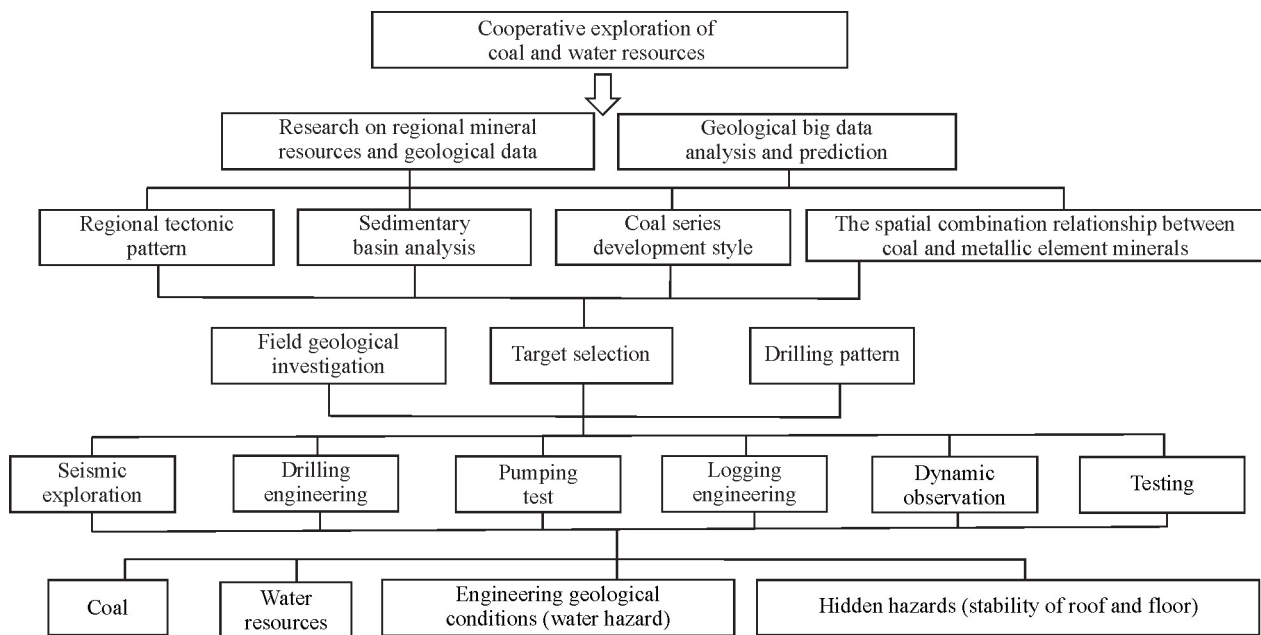 Cooperative exploration of
coal and water resources
Research on regional mineral
resources and geological data
Geological big data
analysis and prediction
Regional tectonic
pattern
Sedimentary
basin analysis
Coal series
development style
The spatial combination relationship between
coal and metallic element minerals
Field geological
investigation
Target selection
Drilling pattern
Seismic
exploration
Drilling
engineering
Pumping
test
Logging
engineering
Dynamic
observation
Testing
Coal
Water
resources
Engineering geological
conditions (water hazard)
Hidden hazards (stability of roof and floor)